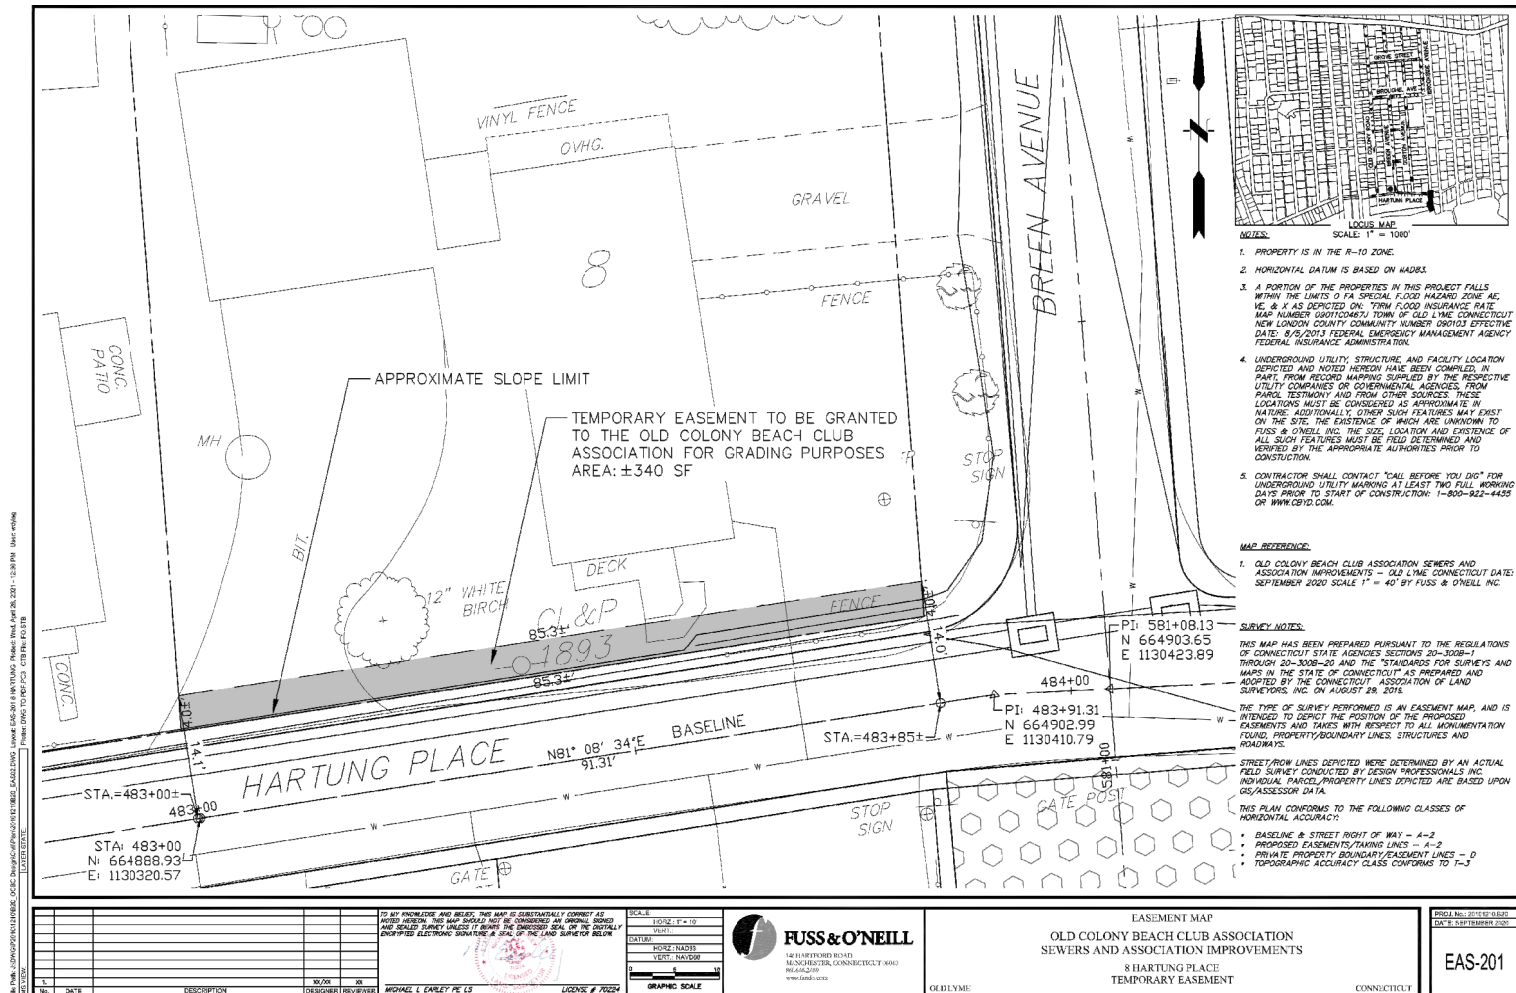 VINYL FENCE
OVHG.
GRAVEL
8
FENCE
BREEN AVENUE
CONC.
PATIO
APPROXIMATE SLOPE LIMIT
TEMPORARY EASEMENT TO BE GRANTED
TO THE OLD COLONY BEACH CLUB
ASSOCIATION FOR GRADING PURPOSES
AREA: ±340 SF
MH
STOP
SIGN
BIT.
DECK
12" WHITE
BIRCH
CL&P
1893
FENCE
85.3±'
85.3±'
4.0±
4.0±
14.0'
14.1'
CONC.
HARTUNG PLACE
N81° 08' 34"E
91.31'
BASELINE
STA.=483+85±
484+00
PI: 581+08.13
N 664903.65
E 1130423.89
PI: 483+91.31
N 664902.99
E 1130410.79
581+00
STA.=483+00±
483+00
STA: 483+00
N: 664888.93
E: 1130320.57
STOP
SIGN
GATE POST
GATE
W
W
W
W
W
W
GROVE STREET
OLD COLONY ROAD
BREEN AVENUE
HARTUNG PLACE
LOCUS MAP
SCALE: 1" = 1000'
NOTES:
1. PROPERTY IS IN THE R-10 ZONE.
2. HORIZONTAL DATUM IS BASED ON NAD83.
3. A PORTION OF THE PROPERTIES IN THIS PROJECT FALLS
WITHIN THE LIMITS O FA SPECIAL FLOOD HAZARD ZONE AE,
VE, & X AS DEPICTED ON: "FIRM FLOOD INSURANCE RATE
MAP NUMBER 09011C0467J TOWN OF OLD LYME CONNECTICUT
NEW LONDON COUNTY COMMUNITY NUMBER 090103 EFFECTIVE
DATE: 8/5/2013 FEDERAL EMERGENCY MANAGEMENT AGENCY
FEDERAL INSURANCE ADMINISTRATION.
4. UNDERGROUND UTILITY, STRUCTURE, AND FACILITY LOCATION
DEPICTED AND NOTED HEREON HAVE BEEN COMPILED, IN
PART, FROM RECORD MAPPING SUPPLIED BY THE RESPECTIVE
UTILITY COMPANIES OR GOVERNMENTAL AGENCIES, FROM
PAROL TESTIMONY AND FROM OTHER SOURCES. THESE
LOCATIONS MUST BE CONSIDERED AS APPROXIMATE IN
NATURE. ADDITIONALLY, OTHER SUCH FEATURES MAY EXIST
ON THE SITE, THE EXISTENCE OF WHICH ARE UNKNOWN TO
FUSS & O'NEILL INC. THE SIZE, LOCATION AND EXISTENCE OF
ALL SUCH FEATURES MUST BE FIELD DETERMINED AND
VERIFIED BY THE APPROPRIATE AUTHORITIES PRIOR TO
CONSTUCTION.
5. CONTRACTOR SHALL CONTACT "CALL BEFORE YOU DIG" FOR
UNDERGROUND UTILITY MARKING AT LEAST TWO FULL WORKING
DAYS PRIOR TO START OF CONSTRUCTION: 1-800-922-4455
OR WWW.CBYD.COM.
MAP REFERENCE:
1. OLD COLONY BEACH CLUB ASSOCIATION SEWERS AND
ASSOCIATION IMPROVEMENTS - OLD LYME CONNECTICUT DATE:
SEPTEMBER 2020 SCALE 1" = 40' BY FUSS & O'NEILL INC.
SURVEY NOTES:
THIS MAP HAS BEEN PREPARED PURSUANT TO THE REGULATIONS
OF CONNECTICUT STATE AGENCIES SECTIONS 20-300B-1
THROUGH 20-300B-20 AND THE "STANDARDS FOR SURVEYS AND
MAPS IN THE STATE OF CONNECTICUT" AS PREPARED AND
ADOPTED BY THE CONNECTICUT ASSOCIATION OF LAND
SURVEYORS, INC. ON AUGUST 29, 2019.
THE TYPE OF SURVEY PERFORMED IS AN EASEMENT MAP, AND IS
INTENDED TO DEPICT THE POSITION OF THE PROPOSED
EASEMENTS AND TAKES WITH RESPECT TO ALL MONUMENTATION
FOUND, PROPERTY/BOUNDARY LINES, STRUCTURES AND
ROADWAYS.
STREET/ROW LINES DEPICTED WERE DETERMINED BY AN ACTUAL
FIELD SURVEY CONDUCTED BY DESIGN PROFESSIONALS INC.
INDIVIDUAL PARCEL/PROPERTY LINES DEPICTED ARE BASED UPON
GIS/ASSESSOR DATA.
THIS PLAN CONFORMS TO THE FOLLOWING CLASSES OF
HORIZONTAL ACCURACY:
• BASELINE & STREET RIGHT OF WAY - A-2
• PROPOSED EASEMENTS/TAKING LINES - A-2
• PRIVATE PROPERTY BOUNDARY/EASEMENT LINES - D
• TOPOGRAPHIC ACCURACY CLASS CONFORMS TO T-3
1. XX/XX XX
No. DATE DESCRIPTION DESIGNER REVIEWER
TO MY KNOWLEDGE AND BELIEF, THIS MAP IS SUBSTANTIALLY CORRECT AS
NOTED HEREON. THIS MAP SHOULD NOT BE CONSIDERED AN ORIGINAL SIGNED
AND SEALED SURVEY UNLESS IT BEARS THE EMBOSSED SEAL OR THE DIGITALLY
ENCRYPTED ELECTRONIC SIGNATURE & SEAL OF THE LAND SURVEYOR BELOW.
MICHAEL L EARLEY PE LS LICENSE # 70224
SCALE:
HORZ.: 1" = 10'
VERT.:
DATUM:
HORZ.: NAD83
VERT.: NAVD88
GRAPHIC SCALE
FUSS & O'NEILL
146 HARTFORD ROAD
MANCHESTER, CONNECTICUT 06040
860.646.2469
www.fando.com
EASEMENT MAP
OLD COLONY BEACH CLUB ASSOCIATION
SEWERS AND ASSOCIATION IMPROVEMENTS
8 HARTUNG PLACE
TEMPORARY EASEMENT
OLD LYME CONNECTICUT
PROJ. No.: 20101210.B20
DATE: SEPTEMBER 2020
EAS-201